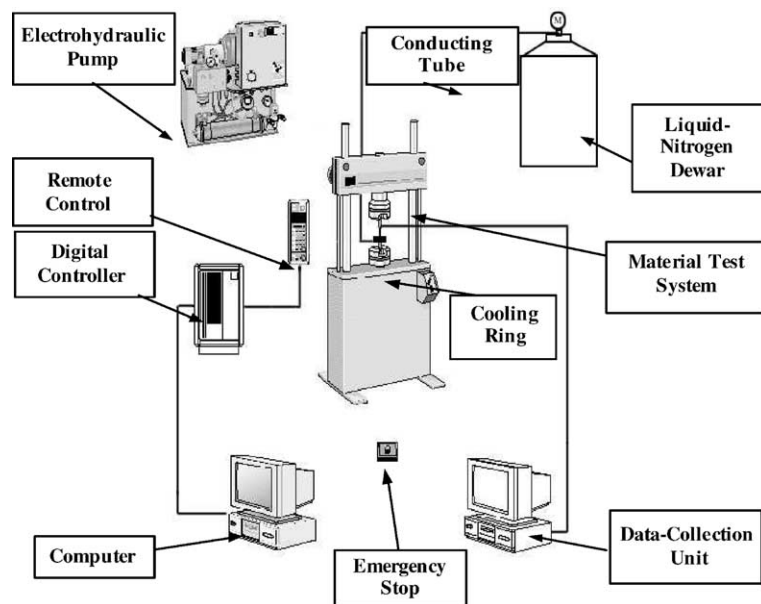 Electrohydraulic
Pump
Conducting
Tube
M
Liquid-
Nitrogen
Dewar
Remote
Control
Digital
Controller
Material Test
System
Cooling
Ring
Computer
Emergency
Stop
Data-Collection
Unit